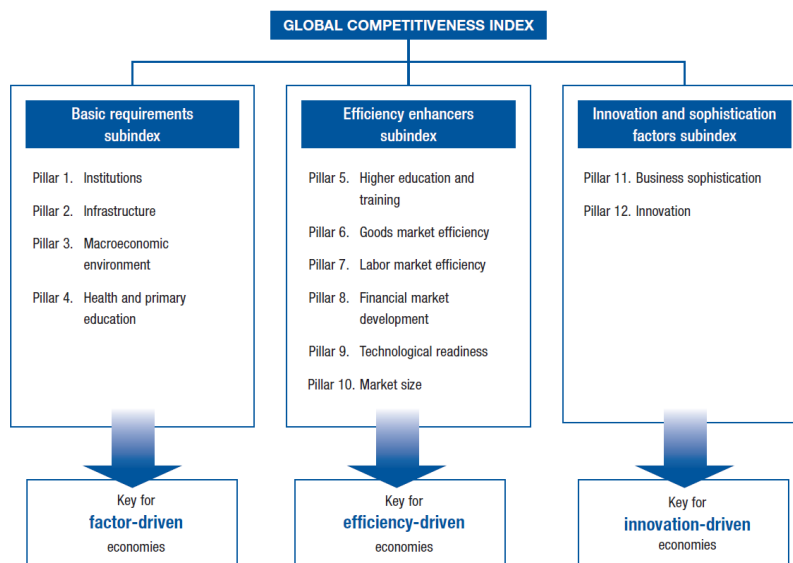 GLOBAL COMPETITIVENESS INDEX
Basic requirements
subindex
Pillar 1. Institutions
Pillar 2. Infrastructure
Pillar 3. Macroeconomic
environment
Pillar 4. Health and primary
education
Key for
factor-driven
economies
Efficiency enhancers
subindex
Pillar 5. Higher education and
training
Pillar 6. Goods market efficiency
Pillar 7. Labor market efficiency
Pillar 8. Financial market
development
Pillar 9. Technological readiness
Pillar 10. Market size
Key for
efficiency-driven
economies
Innovation and sophistication
factors subindex
Pillar 11. Business sophistication
Pillar 12. Innovation
Key for
innovation-driven
economies